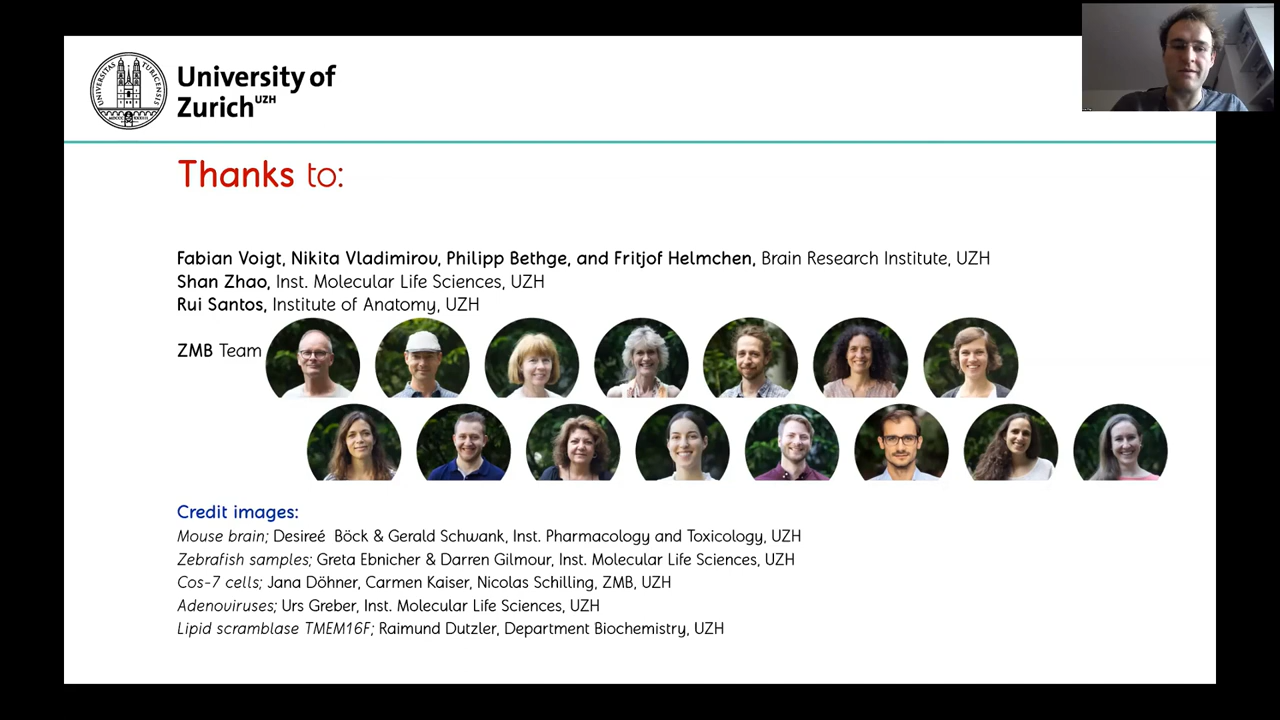 University of
Zurich UZH
Thanks to:
Fabian Voigt, Nikita Vladimirov, Philipp Bethge, and Fritjof Helmchen, Brain Research Institute, UZH
Shan Zhao, Inst. Molecular Life Sciences, UZH
Rui Santos, Institute of Anatomy, UZH
ZMB Team
Credit images:
Mouse brain; Desireé Böck & Gerald Schwank, Inst. Pharmacology and Toxicology, UZH
Zebrafish samples; Greta Ebnicher & Darren Gilmour, Inst. Molecular Life Sciences, UZH
Cos-7 cells; Jana Döhner, Carmen Kaiser, Nicolas Schilling, ZMB, UZH
Adenoviruses; Urs Greber, Inst. Molecular Life Sciences, UZH
Lipid scramblase TMEM16F; Raimund Dutzler, Department Biochemistry, UZH